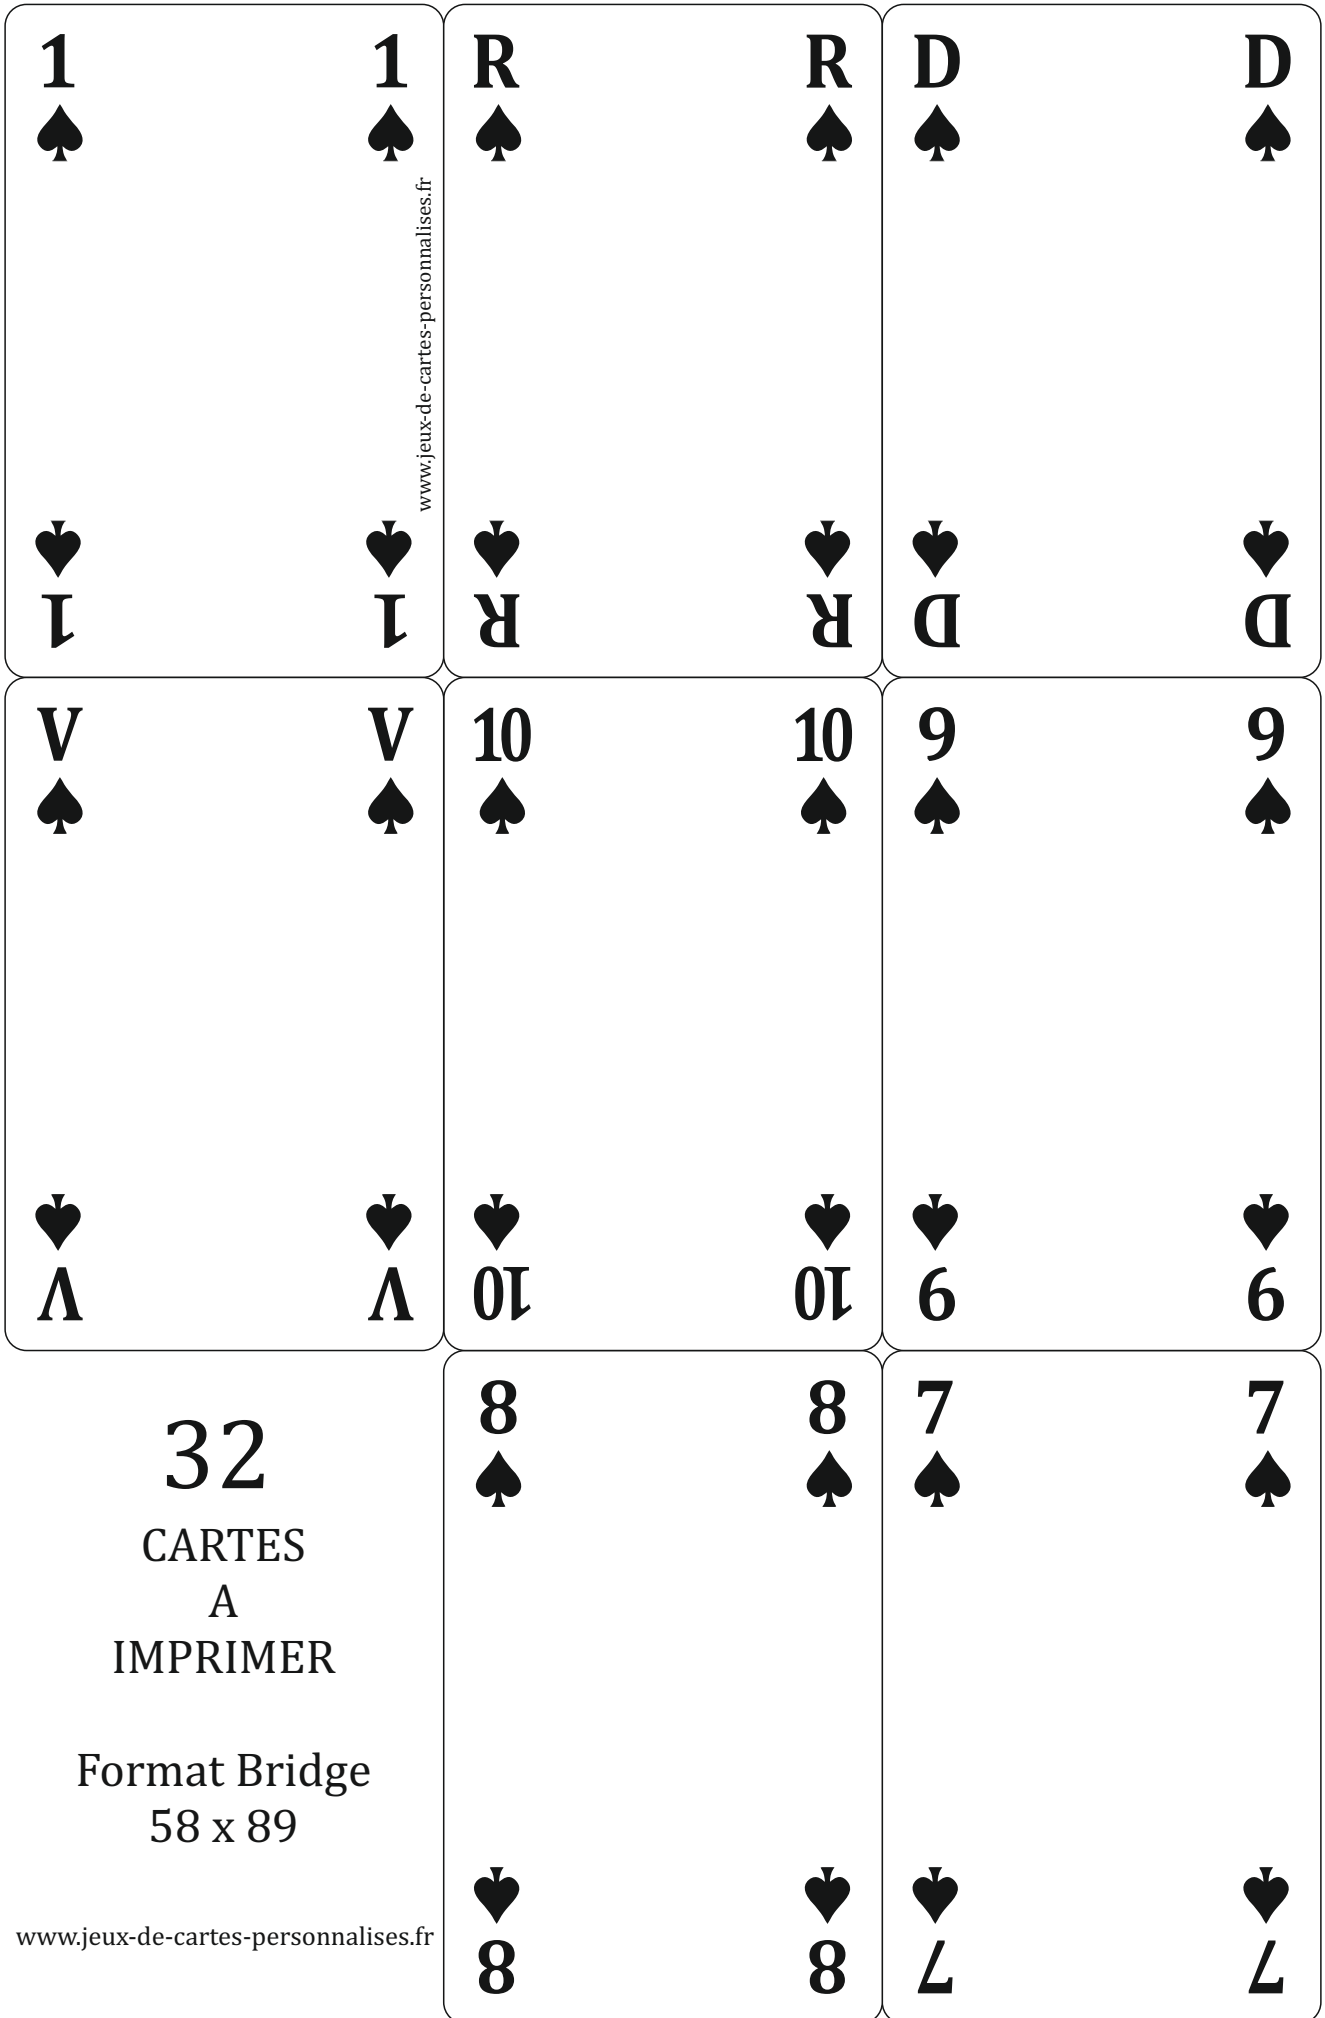 1 1
www.jeux-de-cartes-personnalises.fr
1 1
R R
R R
D D
D D
V V
V V
10 10
10 10
9 9
9 9
32
CARTES
A
IMPRIMER
Format Bridge
58 x 89
www.jeux-de-cartes-personnalises.fr
8 8
8 8
7 7
7 7